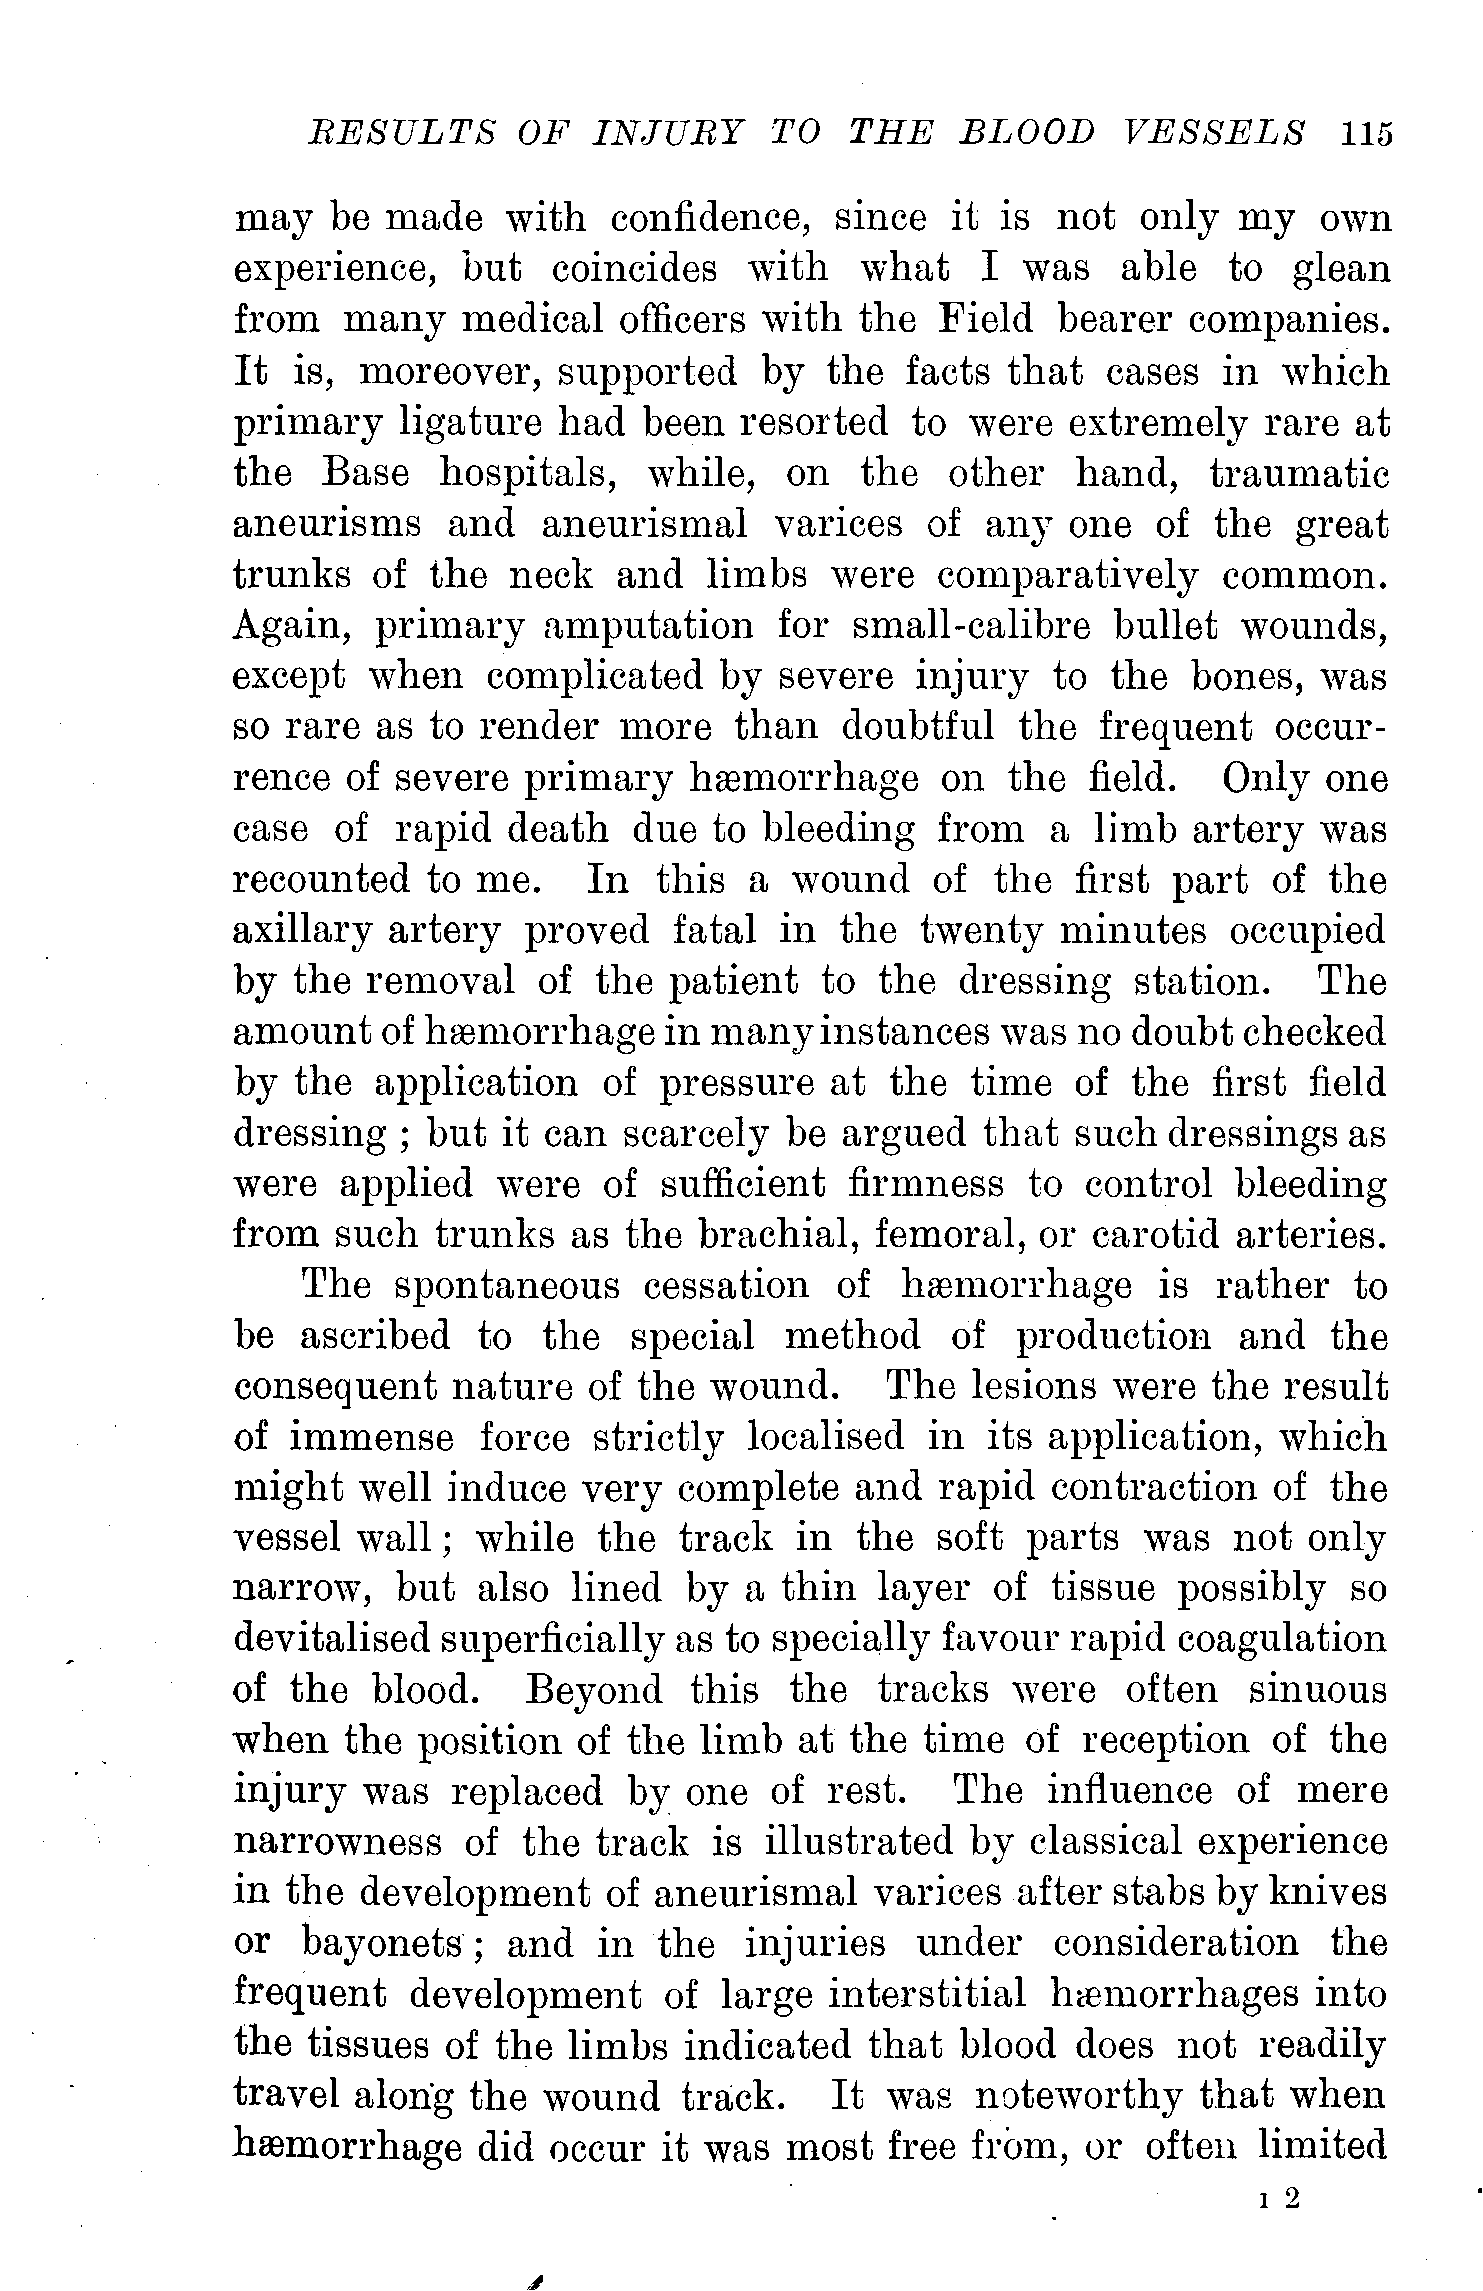 RESULTS OF INJURY TO THE BLOOD VESSELS 115
may be made with confidence, since it is not only my own
experience, but coincides with what I was able to glean
from many medical officers with the Field bearer companies.
It is, moreover, supported by the facts that cases in which
primary ligature had been resorted to were extremely rare at
the Base hospitals, while, on the other hand, traumatic
aneurisms and aneurismal varices of any one of the great
trunks of the neck and limbs were comparatively common.
Again, primary amputation for small-calibre bullet wounds,
except when complicated by severe injury to the bones, was
so rare as to render more than doubtful the frequent occur-
rence of severe primary hæmorrhage on the field. Only one
case of rapid death due to bleeding from a limb artery was
recounted to me. In this a wound of the first part of the
axillary artery proved fatal in the twenty minutes occupied
by the removal of the patient to the dressing station. The
amount of hæmorrhage in many instances was no doubt checked
by the application of pressure at the time of the first field
dressing ; but it can scarcely be argued that such dressings as
were applied were of sufficient firmness to control bleeding
from such trunks as the brachial, femoral, or carotid arteries.
The spontaneous cessation of hæmorrhage is rather to
be ascribed to the special method of production and the
consequent nature of the wound. The lesions were the result
of immense force strictly localised in its application, which
might well induce very complete and rapid contraction of the
vessel wall ; while the track in the soft parts was not only
narrow, but also lined by a thin layer of tissue possibly so
devitalised superficially as to specially favour rapid coagulation
of the blood. Beyond this the tracks were often sinuous
when the position of the limb at the time of reception of the
injury was replaced by one of rest. The influence of mere
narrowness of the track is illustrated by classical experience
in the development of aneurismal varices after stabs by knives
or bayonets ; and in the injuries under consideration the
frequent development of large interstitial hæmorrhages into
the tissues of the limbs indicated that blood does not readily
travel along the wound track. It was noteworthy that when
hæmorrhage did occur it was most free from, or often limited
I 2